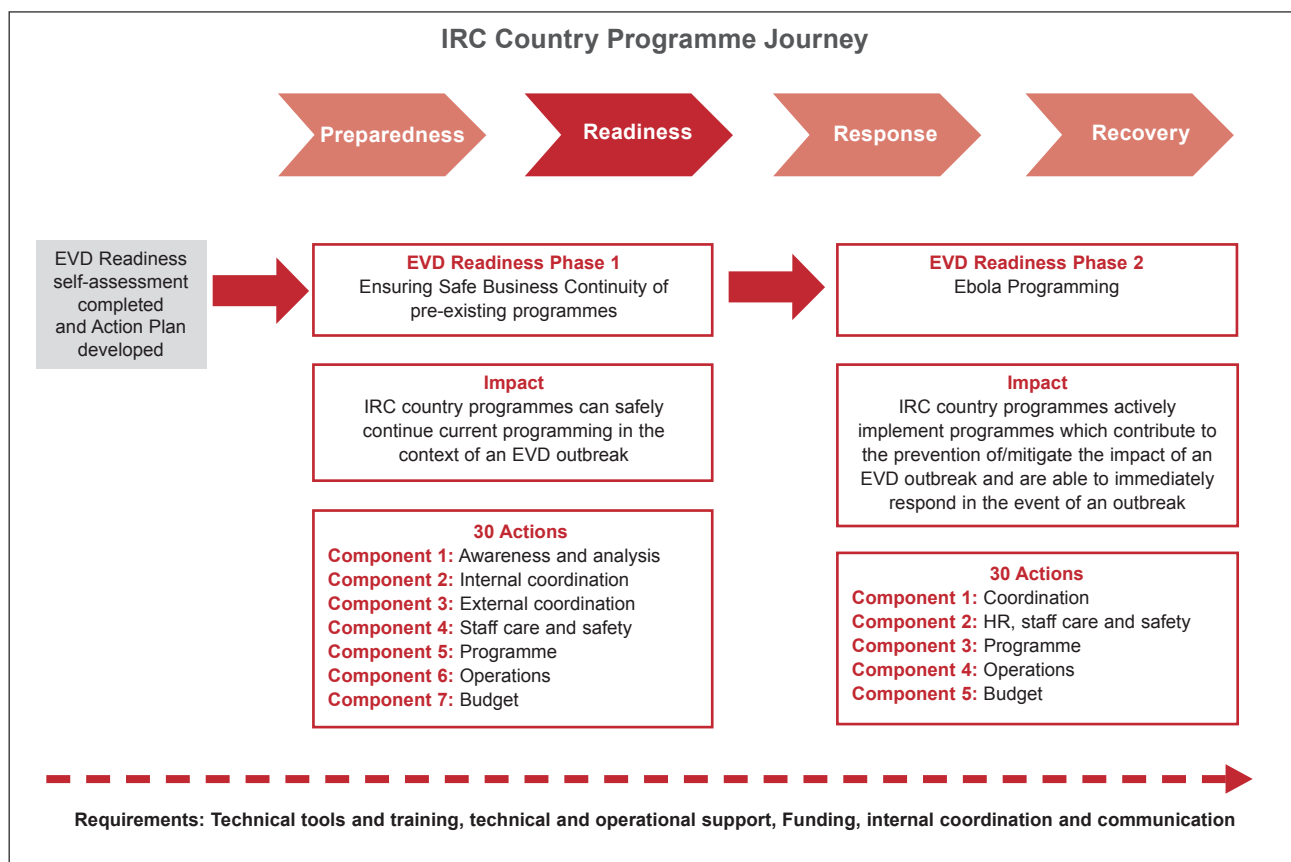 IRC Country Programme Journey
Preparedness
Readiness
Response
Recovery
EVD Readiness
self-assessment
completed
and Action Plan
developed
EVD Readiness Phase 1
Ensuring Safe Business Continuity of
pre-existing programmes
EVD Readiness Phase 2
Ebola Programming
Impact
IRC country programmes can safely
continue current programming in the
context of an EVD outbreak
Impact
IRC country programmes actively
implement programmes which contribute to
the prevention of/mitigate the impact of an
EVD outbreak and are able to immediately
respond in the event of an outbreak
30 Actions
Component 1: Awareness and analysis
Component 2: Internal coordination
Component 3: External coordination
Component 4: Staff care and safety
Component 5: Programme
Component 6: Operations
Component 7: Budget
30 Actions
Component 1: Coordination
Component 2: HR, staff care and safety
Component 3: Programme
Component 4: Operations
Component 5: Budget
Requirements: Technical tools and training, technical and operational support, Funding, internal coordination and communication